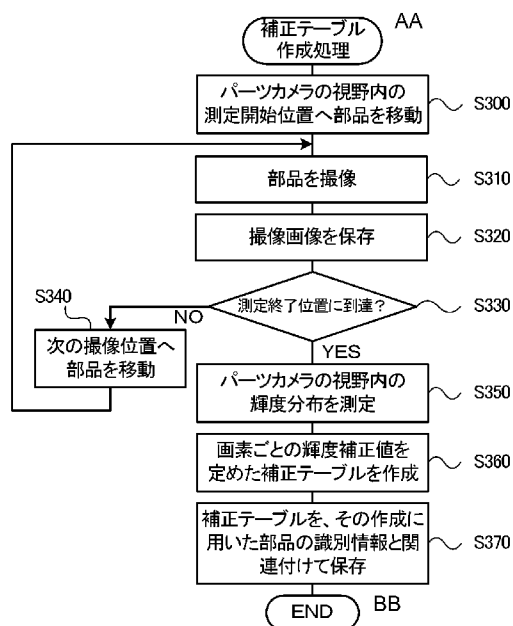 補正テーブル
作成処理
AA
パーツカメラの視野内の
測定開始位置へ部品を移動
S300
部品を撮像
S310
撮像画像を保存
S320
測定終了位置に到達?
S330
NO
S340
次の撮像位置へ
部品を移動
YES
パーツカメラの視野内の
輝度分布を測定
S350
画素ごとの輝度補正値を
定めた補正テーブルを作成
S360
補正テーブルを、その作成に
用いた部品の識別情報と関
連付けて保存
S370
END
BB